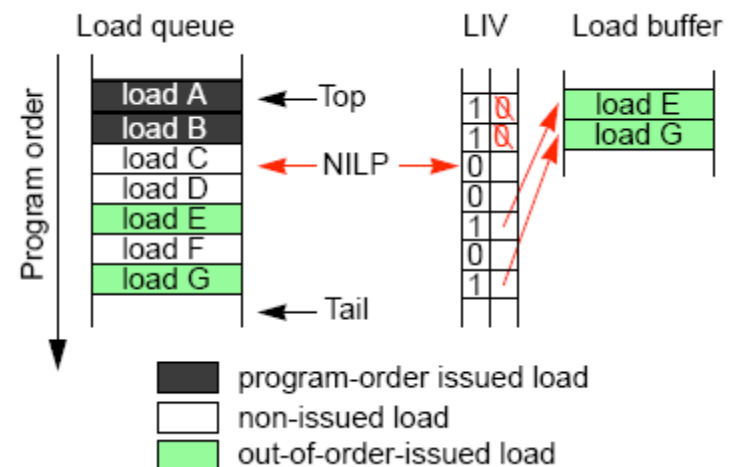 Load queue LIV Load buffer
Program order
load A
load B
load C
load D
load E
load F
load G
Top
NILP
Tail
1 0
1 0
0
0
1
0
1
load E
load G
program-order issued load
non-issued load
out-of-order-issued load